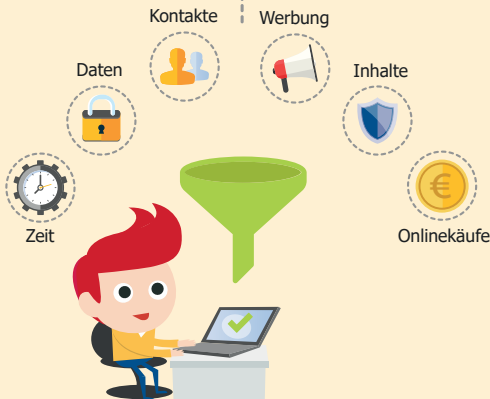 Kontakte
Werbung
Daten
Inhalte
Zeit
Onlinekäufe